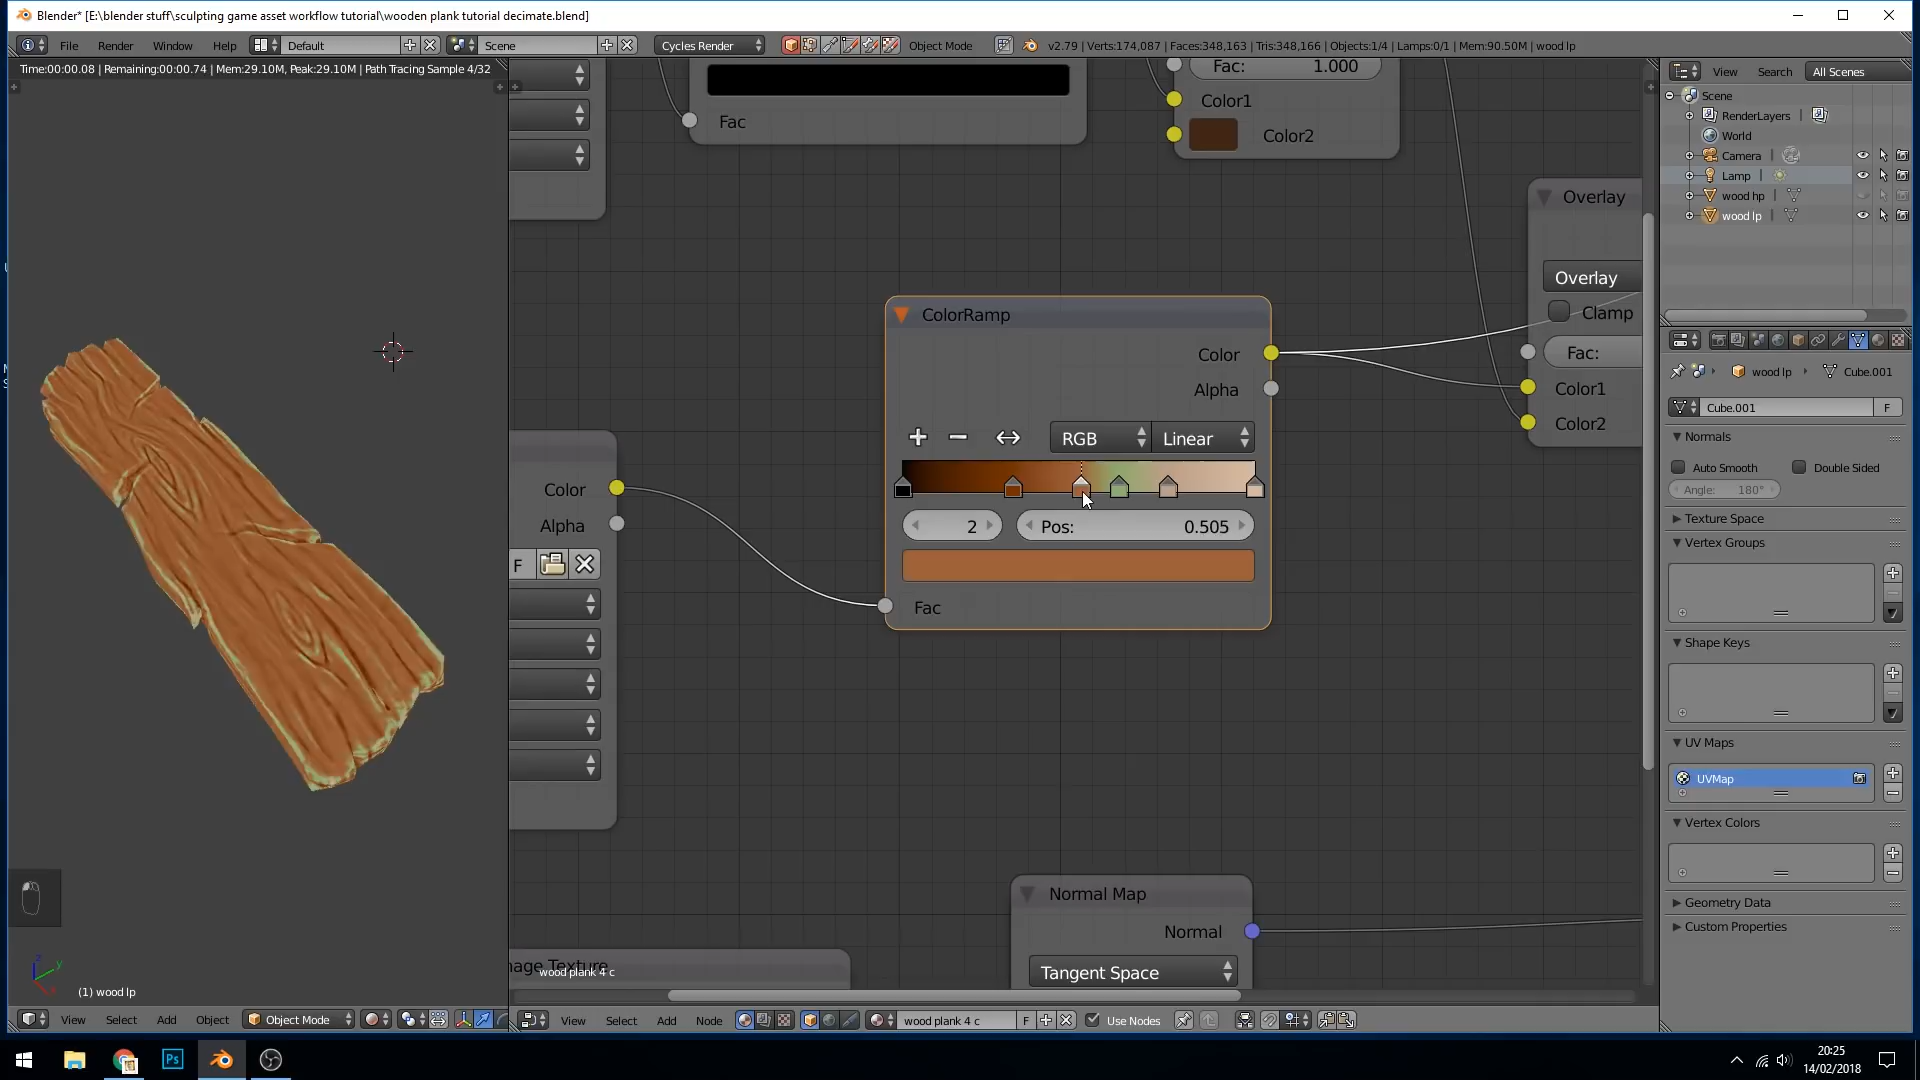 Blender* [E:\blender stuff\sculpting game asset workflow tutorial\wooden plank tutorial decimate.blend]
File Render Window Help Default Scene Cycles Render Object Mode v2.79 | Verts:174,087 | Faces:348,163 | Tris:348,166 | Objects:1/4 | Lamps:0/1 | Mem:90.50M | wood lp
Time:00:00.08 | Remaining:00:00.74 | Mem:29.10M, Peak:29.10M | Path Tracing Sample 4/32
Fac
Fac: 1.000
Color1
Color2
Overlay
Overlay
Clamp
Fac:
Color1
Color2
ColorRamp
Color
Alpha
RGB Linear
2 Pos: 0.505
Fac
Color
Alpha
F
Normal Map
Normal
Tangent Space
mage Texture
wood plank 4 c
(1) wood lp
View Select Add Object Object Mode
View Select Add Node wood plank 4 c F Use Nodes
View Search All Scenes
Scene
RenderLayers
World
Camera
Lamp
wood hp
wood lp
wood lp Cube.001
Cube.001 F
Normals
Auto Smooth Double Sided
Angle: 180°
Texture Space
Vertex Groups
Shape Keys
UV Maps
UVMap
Vertex Colors
Geometry Data
Custom Properties
Ps
20:25
14/02/2018